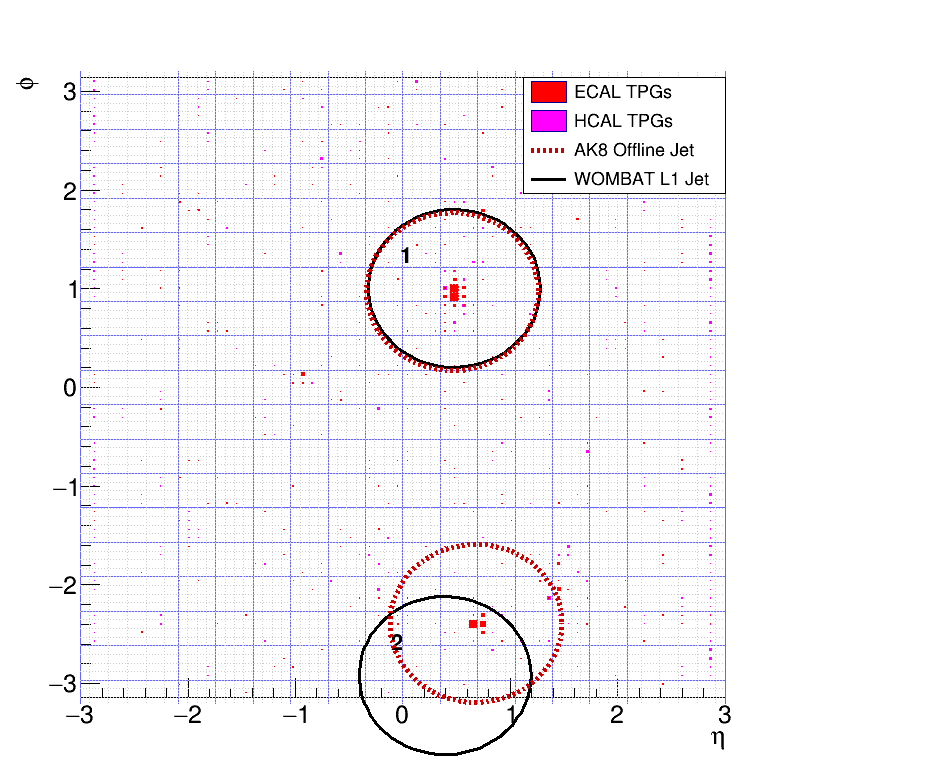 φ
3
2
1
0
−1
−2
−3
ECAL TPGs
HCAL TPGs
AK8 Offline Jet
WOMBAT L1 Jet
1
2
−3 −2 −1 0 1 2 3
η